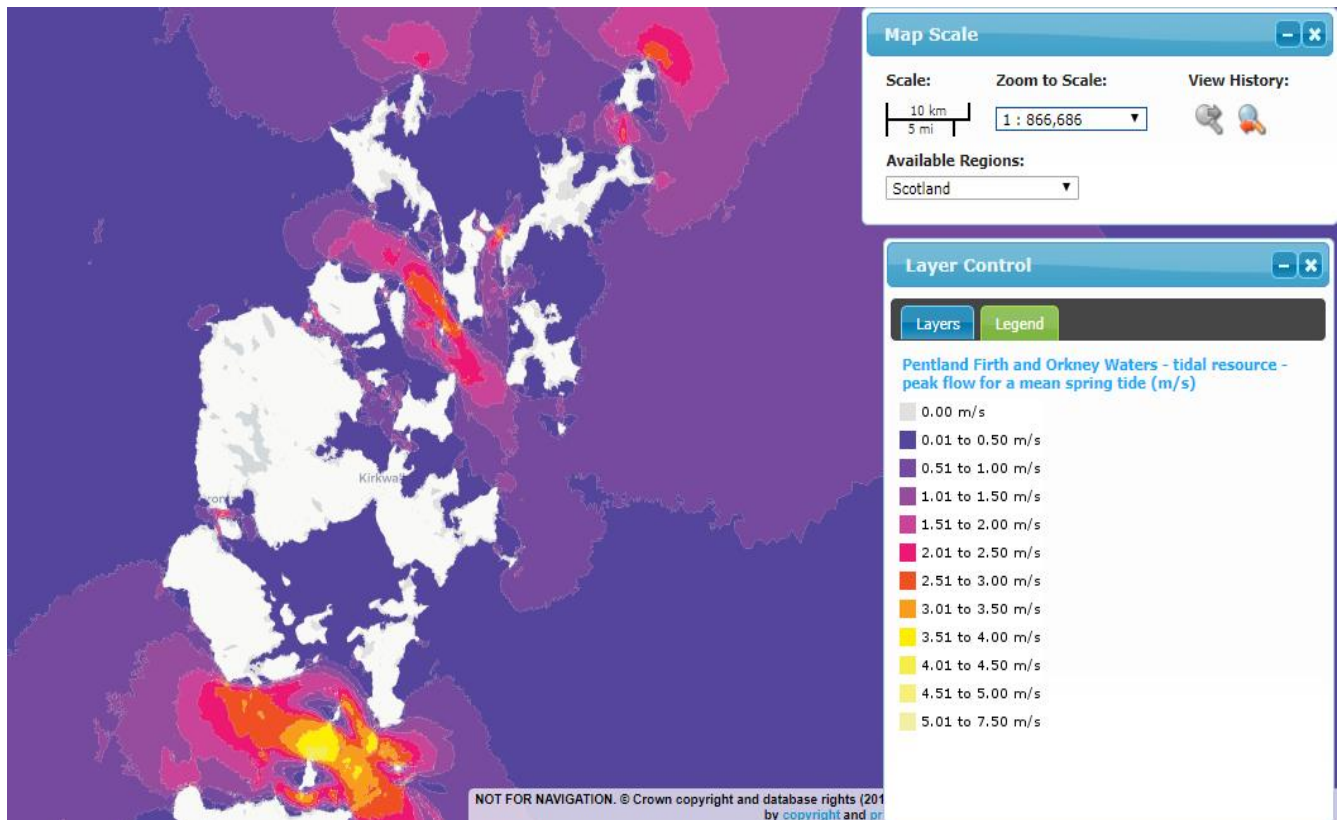 Map Scale
Scale:
Zoom to Scale:
View History:
10 km
5 mi
1 : 866,686
Available Regions:
Scotland
Layer Control
Layers
Legend
Pentland Firth and Orkney Waters - tidal resource -
peak flow for a mean spring tide (m/s)
0.00 m/s
0.01 to 0.50 m/s
0.51 to 1.00 m/s
1.01 to 1.50 m/s
1.51 to 2.00 m/s
2.01 to 2.50 m/s
2.51 to 3.00 m/s
3.01 to 3.50 m/s
3.51 to 4.00 m/s
4.01 to 4.50 m/s
4.51 to 5.00 m/s
5.01 to 7.50 m/s
Kirkwa
NOT FOR NAVIGATION. © Crown copyright and database rights (201
by copyright and pr